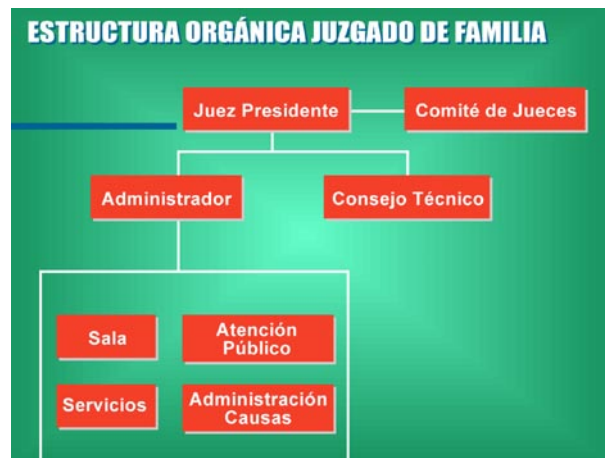 ESTRUCTURA ORGÁNICA JUZGADO DE FAMILIA
Juez Presidente
Comité de Jueces
Administrador
Consejo Técnico
Sala
Atención
Público
Servicios
Administración
Causas